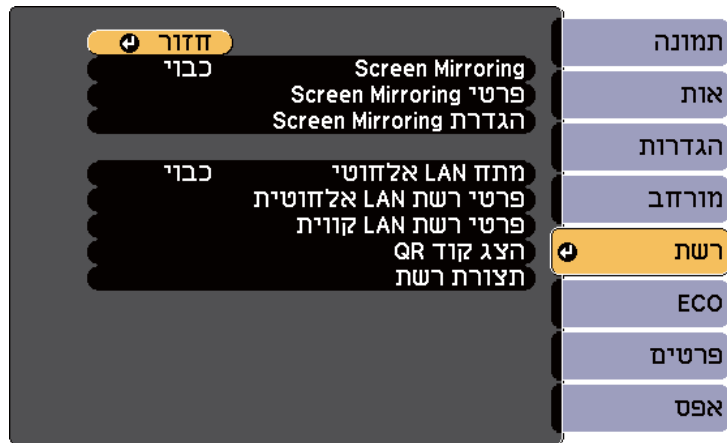 תמונה
אות
הגדרות
מורחב
רשת
ECO
פרטים
אפס
חזור
Screen Mirroring כבוי
פרטי Screen Mirroring
הגדרת Screen Mirroring
מתח LAN אלחוטי כבוי
פרטי רשת LAN אלחוטית
פרטי רשת LAN קווית
הצג קוד QR
תצורת רשת